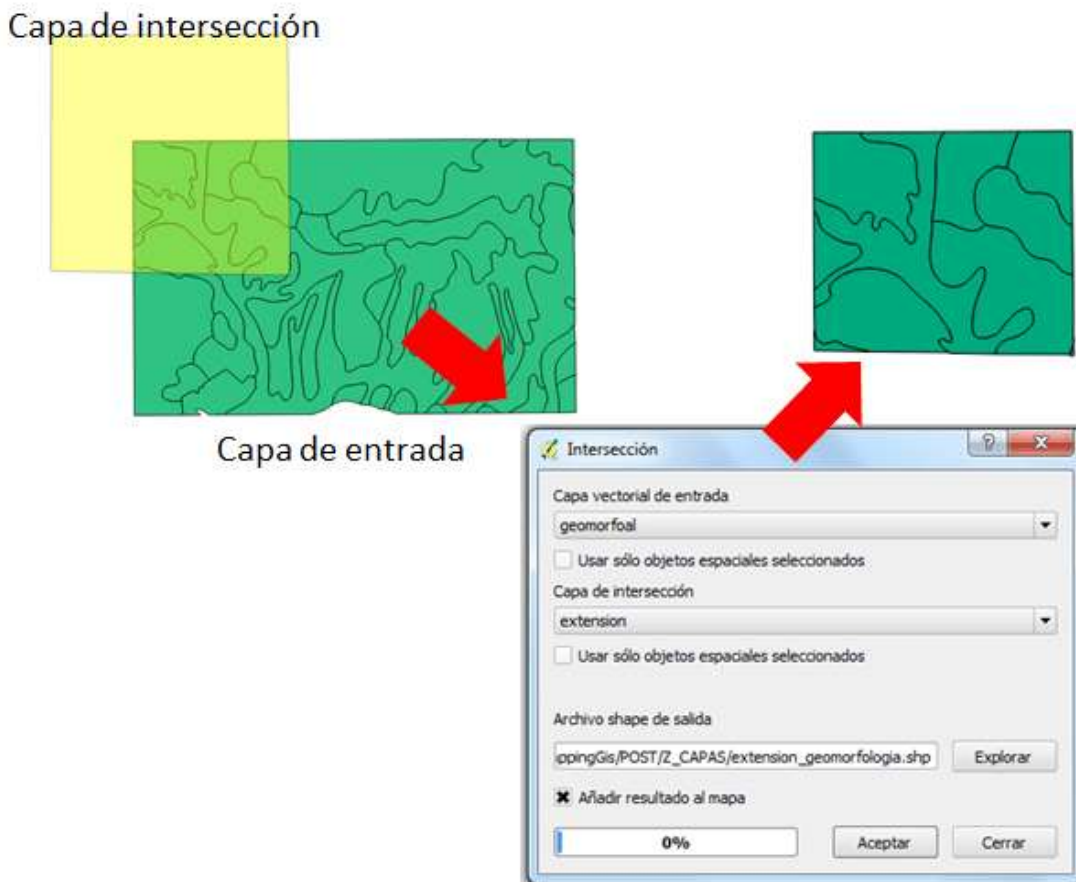 Capa de intersección
Capa de entrada
Intersección
Capa vectorial de entrada
geomorfoal
Usar sólo objetos espaciales seleccionados
Capa de intersección
extension
Usar sólo objetos espaciales seleccionados
Archivo shape de salida
ppingGis/POST/Z_CAPAS/extension_geomorfologia.shp
Explorar
Añadir resultado al mapa
0%
Aceptar
Cerrar